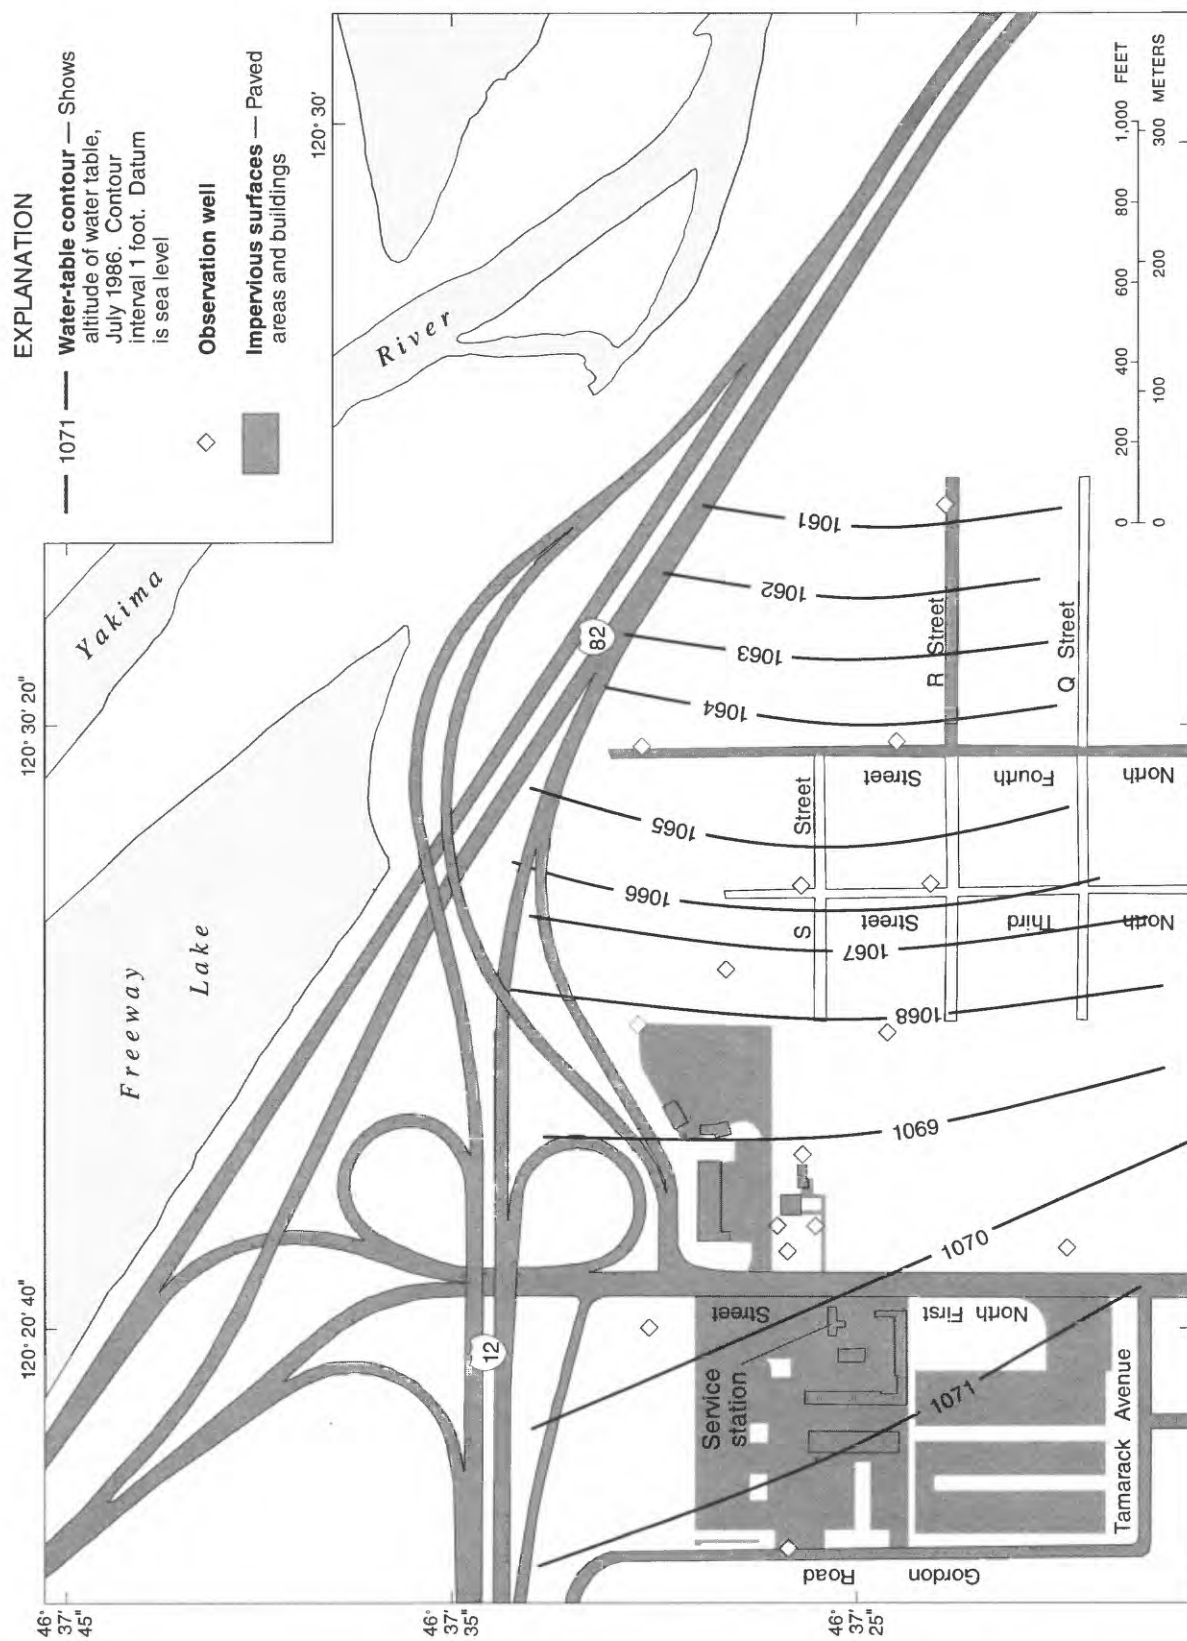 EXPLANATION
1071 Water-table contour — Shows
altitude of water table,
July 1986. Contour
interval 1 foot. Datum
is sea level
Observation well
Impervious surfaces — Paved
areas and buildings
120° 30'
120° 30' 20"
120° 20' 40"
46°
37'
45"
46°
37'
35"
46°
37'
25"
Yakima
River
Freeway
Lake
82
12
1061
1062
1063
1064
1065
1066
1067
1068
1069
1070
1071
R Street
Q Street
S Street
North Fourth Street
North Third Street
North First Street
Service
station
Tamarack Avenue
Gordon Road
0 200 400 600 800 1,000 FEET
0 100 200 300 METERS